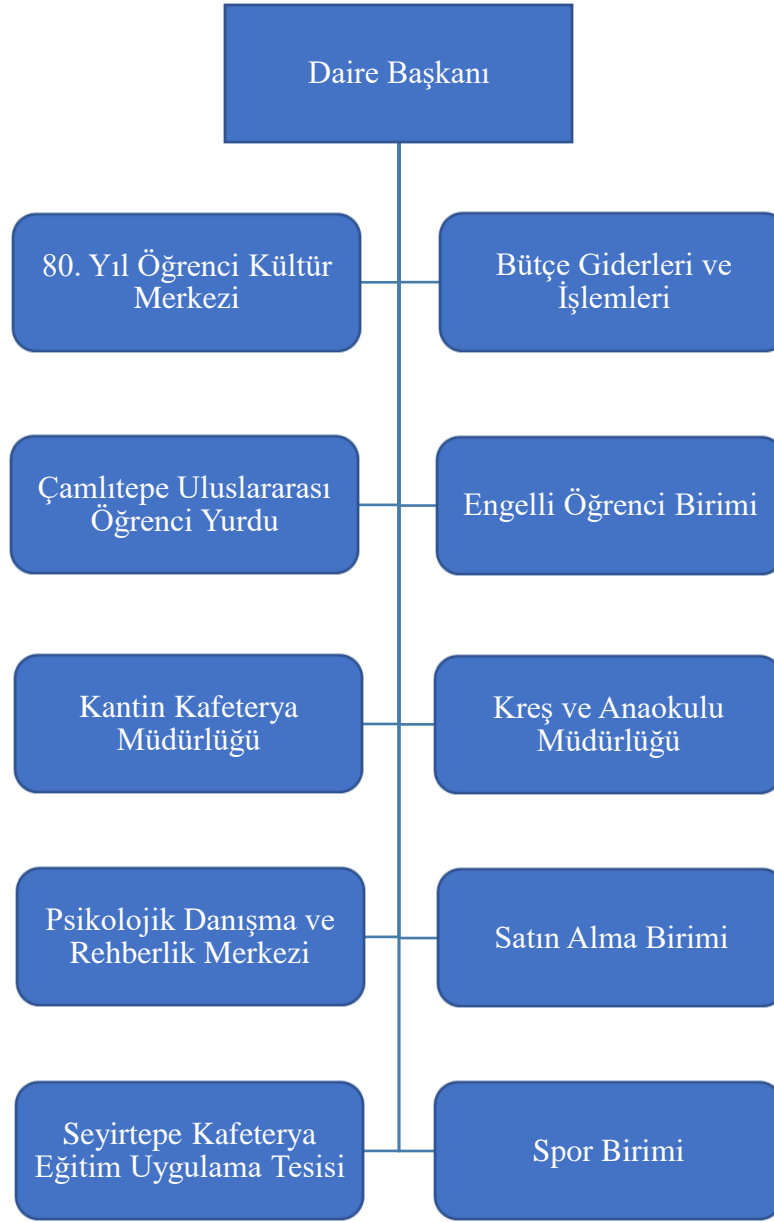 Daire Başkanı
80. Yıl Öğrenci Kültür
Merkezi
Bütçe Giderleri ve
İşlemleri
Çamlıtepe Uluslararası
Öğrenci Yurdu
Engelli Öğrenci Birimi
Kantin Kafeterya
Müdürlüğü
Kreş ve Anaokulu
Müdürlüğü
Psikolojik Danışma ve
Rehberlik Merkezi
Satın Alma Birimi
Seyirtepe Kafeterya
Eğitim Uygulama Tesisi
Spor Birimi